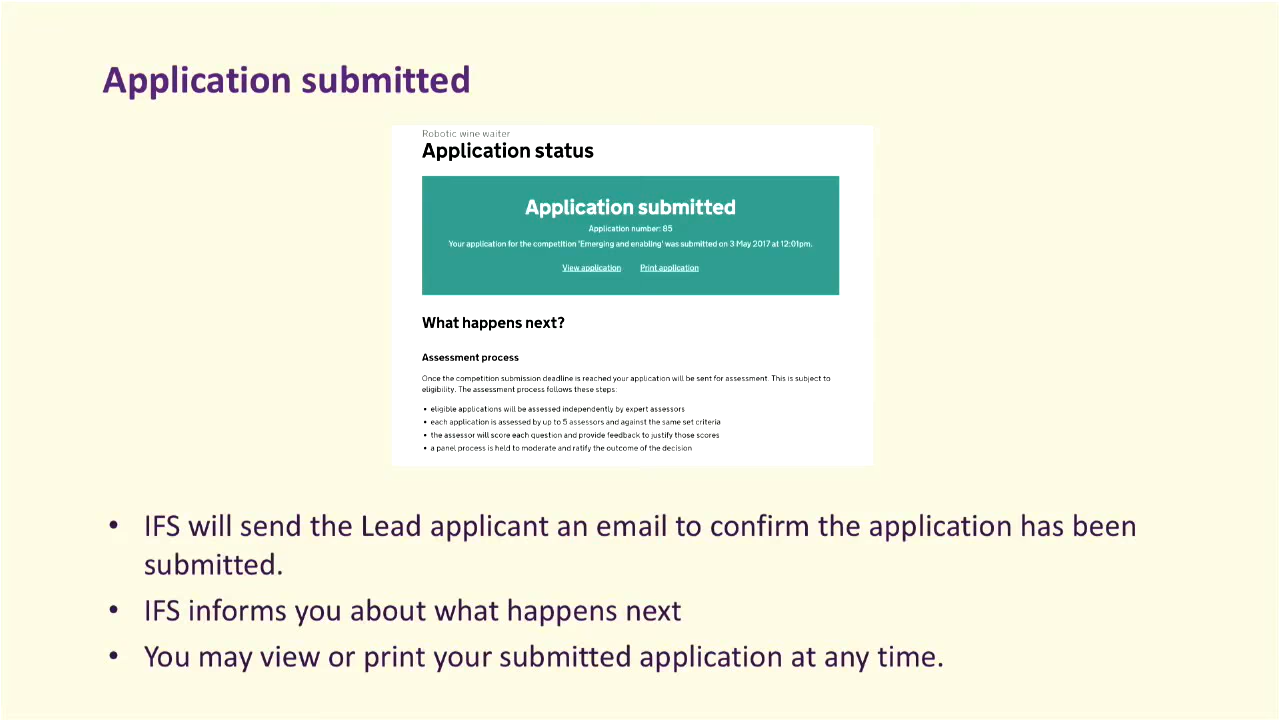 Application submitted
Robotic wine waiter
Application status
Application submitted
Application number: 85
Your application for the competition 'Emerging and enabling' was submitted on 3 May 2017 at 12:01pm.
View application Print application
What happens next?
Assessment process
Once the competition submission deadline is reached your application will be sent for assessment. This is subject to
eligibility. The assessment process follows these steps:
• eligible applications will be assessed independently by expert assessors
• each application is assessed by up to 5 assessors and against the same set criteria
• the assessor will score each question and provide feedback to justify those scores
• a panel process is held to moderate and ratify the outcome of the decision
• IFS will send the Lead applicant an email to confirm the application has been
submitted.
• IFS informs you about what happens next
• You may view or print your submitted application at any time.